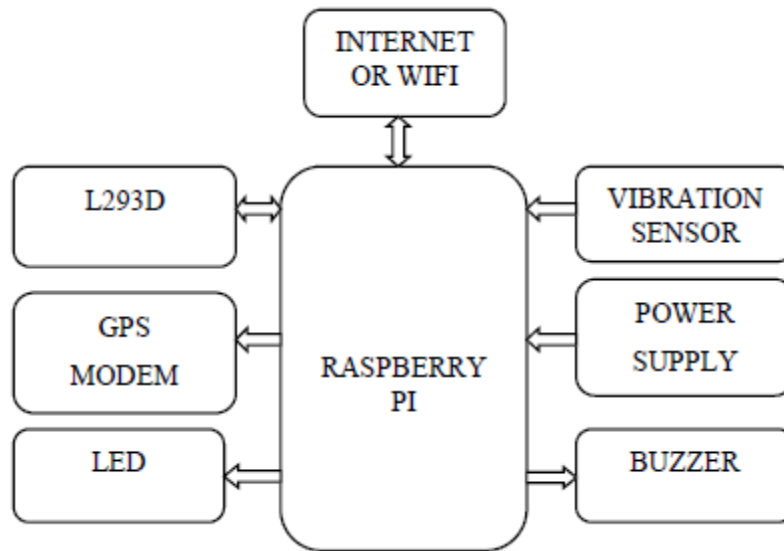 INTERNET
OR WIFI
L293D
VIBRATION
SENSOR
GPS
MODEM
RASPBERRY
PI
POWER
SUPPLY
LED
BUZZER